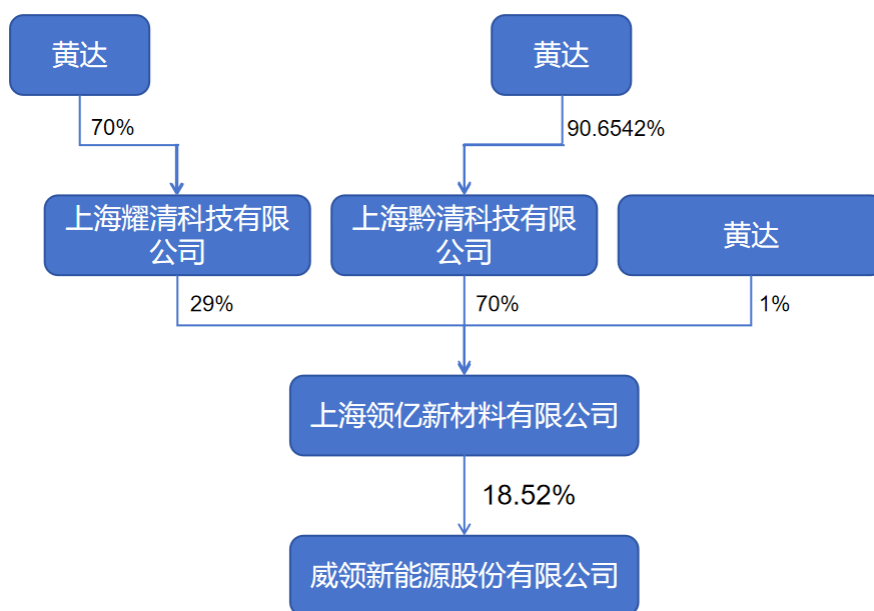 黄达
黄达
70%
90.6542%
上海耀清科技有限
公司
上海黔清科技有限
公司
黄达
29%
70%
1%
上海领亿新材料有限公司
18.52%
威领新能源股份有限公司